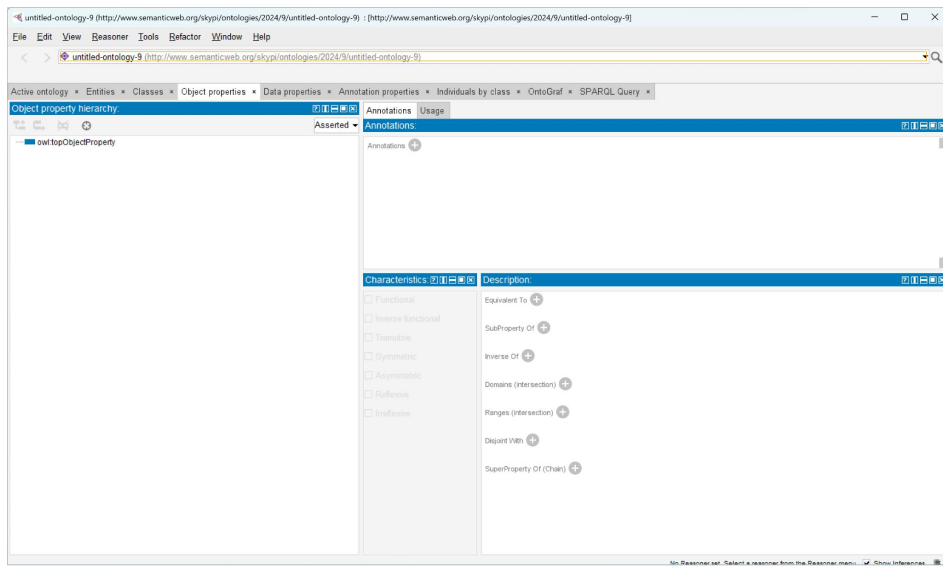 untitled-ontology-9 (http://www.semanticweb.org/skypi/ontologies/2024/9/untitled-ontology-9) : [http://www.semanticweb.org/skypi/ontologies/2024/9/untitled-ontology-9]
File Edit View Reasoner Tools Refactor Window Help
untitled-ontology-9 (http://www.semanticweb.org/skypi/ontologies/2024/9/untitled-ontology-9)
Active ontology × Entities × Classes × Object properties × Data properties × Annotation properties × Individuals by class × OntoGraf × SPARQL Query ×
Object property hierarchy:
Asserted
owl:topObjectProperty
Annotations Usage
Annotations:
Annotations
Characteristics:
Functional
Inverse functional
Transitive
Symmetric
Asymmetric
Reflexive
Irreflexive
Description:
Equivalent To
SubProperty Of
Inverse Of
Domains (intersection)
Ranges (intersection)
Disjoint With
SuperProperty Of (Chain)
No Reasoner set. Select a reasoner from the Reasoner menu Show Inferences